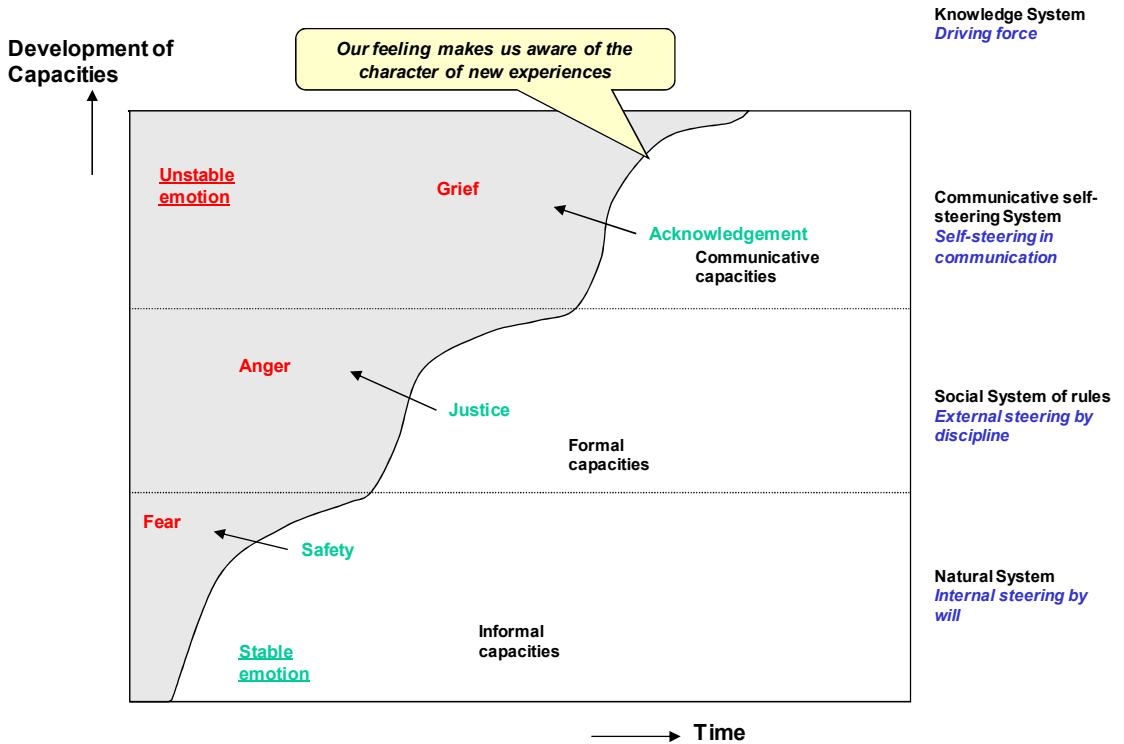 Knowledge System
Driving force
Development of
Capacities
Our feeling makes us aware of the
character of new experiences
Unstable
emotion
Grief
Acknowledgement
Communicative
capacities
Communicative self-
steering System
Self-steering in
communication
Anger
Justice
Formal
capacities
Social System of rules
External steering by
discipline
Fear
Safety
Informal
capacities
Stable
emotion
Natural System
Internal steering by
will
Time